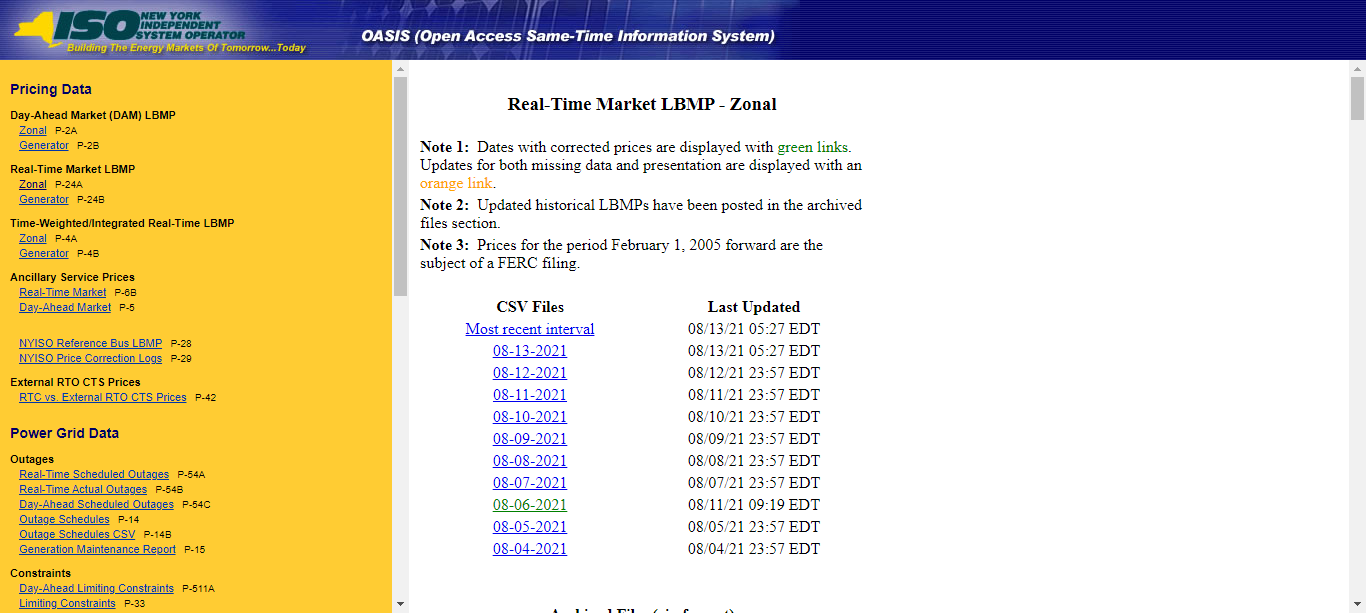 ISO NEW YORK
INDEPENDENT
SYSTEM OPERATOR
Building The Energy Markets Of Tomorrow...Today
OASIS (Open Access Same-Time Information System)
Pricing Data
Day-Ahead Market (DAM) LBMP
Zonal P-2A
Generator P-2B
Real-Time Market LBMP
Zonal P-24A
Generator P-24B
Time-Weighted/Integrated Real-Time LBMP
Zonal P-4A
Generator P-4B
Ancillary Service Prices
Real-Time Market P-6B
Day-Ahead Market P-5
NYISO Reference Bus LBMP P-28
NYISO Price Correction Logs P-29
External RTO CTS Prices
RTC vs. External RTO CTS Prices P-42
Power Grid Data
Outages
Real-Time Scheduled Outages P-54A
Real-Time Actual Outages P-54B
Day-Ahead Scheduled Outages P-54C
Outage Schedules P-14
Outage Schedules CSV P-14B
Generation Maintenance Report P-15
Constraints
Day-Ahead Limiting Constraints P-511A
Limiting Constraints P-33
Real-Time Market LBMP - Zonal
Note 1: Dates with corrected prices are displayed with green links.
Updates for both missing data and presentation are displayed with an
orange link.
Note 2: Updated historical LBMPs have been posted in the archived
files section.
Note 3: Prices for the period February 1, 2005 forward are the
subject of a FERC filing.
CSV Files Last Updated
Most recent interval 08/13/21 05:27 EDT
08-13-2021 08/13/21 05:27 EDT
08-12-2021 08/12/21 23:57 EDT
08-11-2021 08/11/21 23:57 EDT
08-10-2021 08/10/21 23:57 EDT
08-09-2021 08/09/21 23:57 EDT
08-08-2021 08/08/21 23:57 EDT
08-07-2021 08/07/21 23:57 EDT
08-06-2021 08/11/21 09:19 EDT
08-05-2021 08/05/21 23:57 EDT
08-04-2021 08/04/21 23:57 EDT